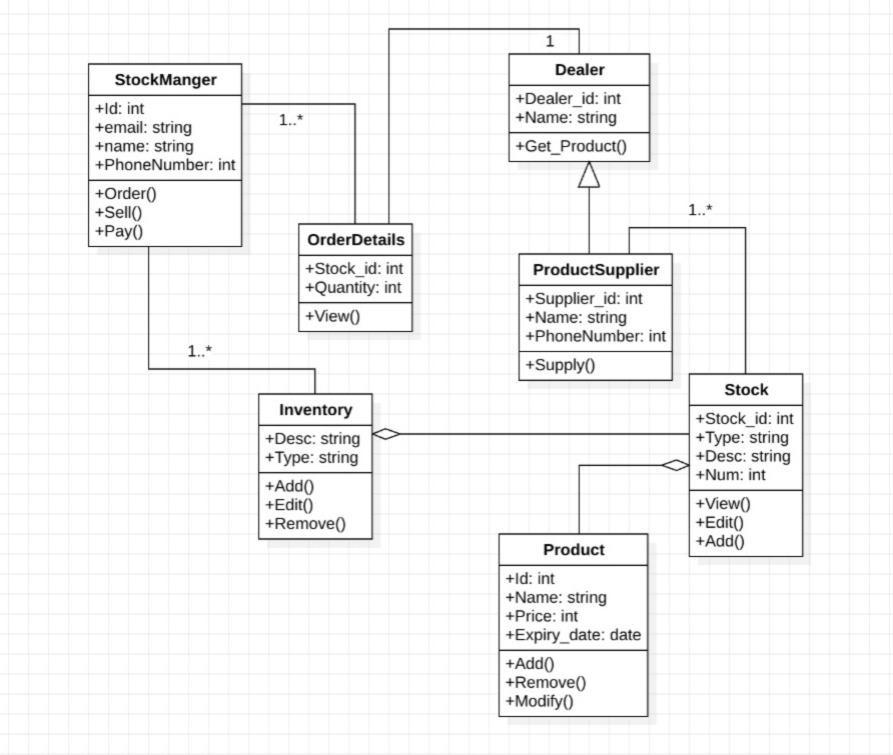 1
Dealer
+Dealer_id: int
+Name: string
+Get_Product()
StockManger
+Id: int
+email: string
+name: string
+PhoneNumber: int
+Order()
+Sell()
+Pay()
1..*
OrderDetails
+Stock_id: int
+Quantity: int
+View()
1..*
ProductSupplier
+Supplier_id: int
+Name: string
+PhoneNumber: int
+Supply()
1..*
Inventory
+Desc: string
+Type: string
+Add()
+Edit()
+Remove()
Stock
+Stock_id: int
+Type: string
+Desc: string
+Num: int
+View()
+Edit()
+Add()
Product
+Id: int
+Name: string
+Price: int
+Expiry_date: date
+Add()
+Remove()
+Modify()